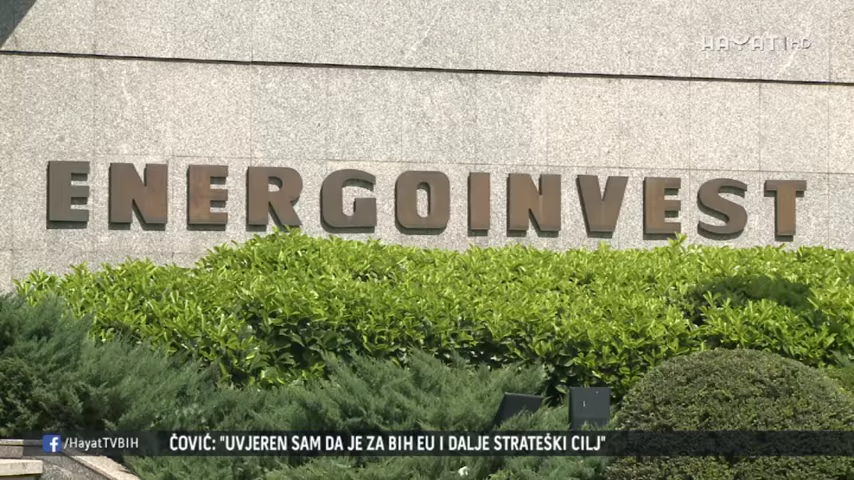 HAYAT HD
ENERGOINVEST
/HayatTVBIH
ČOVIĆ: "UVJEREN SAM DA JE ZA BIH EU I DALJE STRATEŠKI CILJ"